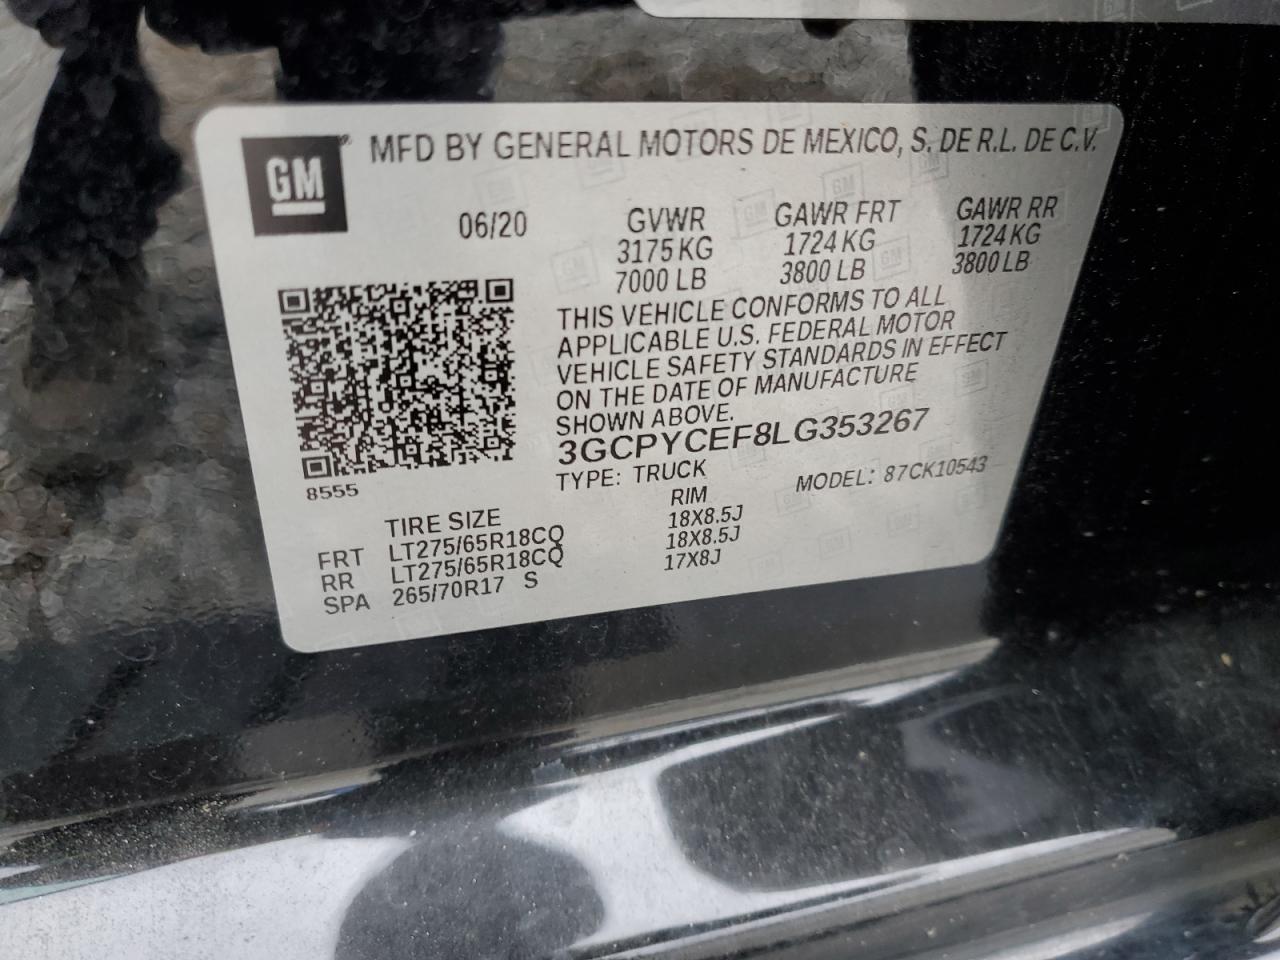 GM MFD BY GENERAL MOTORS DE MEXICO, S. DE R.L. DE C.V.
06/20 GVWR GAWR FRT GAWR RR
3175 KG 1724 KG 1724 KG
7000 LB 3800 LB 3800 LB
THIS VEHICLE CONFORMS TO ALL
APPLICABLE U.S. FEDERAL MOTOR
VEHICLE SAFETY STANDARDS IN EFFECT
ON THE DATE OF MANUFACTURE
SHOWN ABOVE.
3GCPYCEF8LG353267
8555
TYPE: TRUCK MODEL: 87CK10543
TIRE SIZE RIM
FRT LT275/65R18CQ 18X8.5J
RR LT275/65R18CQ 18X8.5J
SPA 265/70R17 S 17X8J